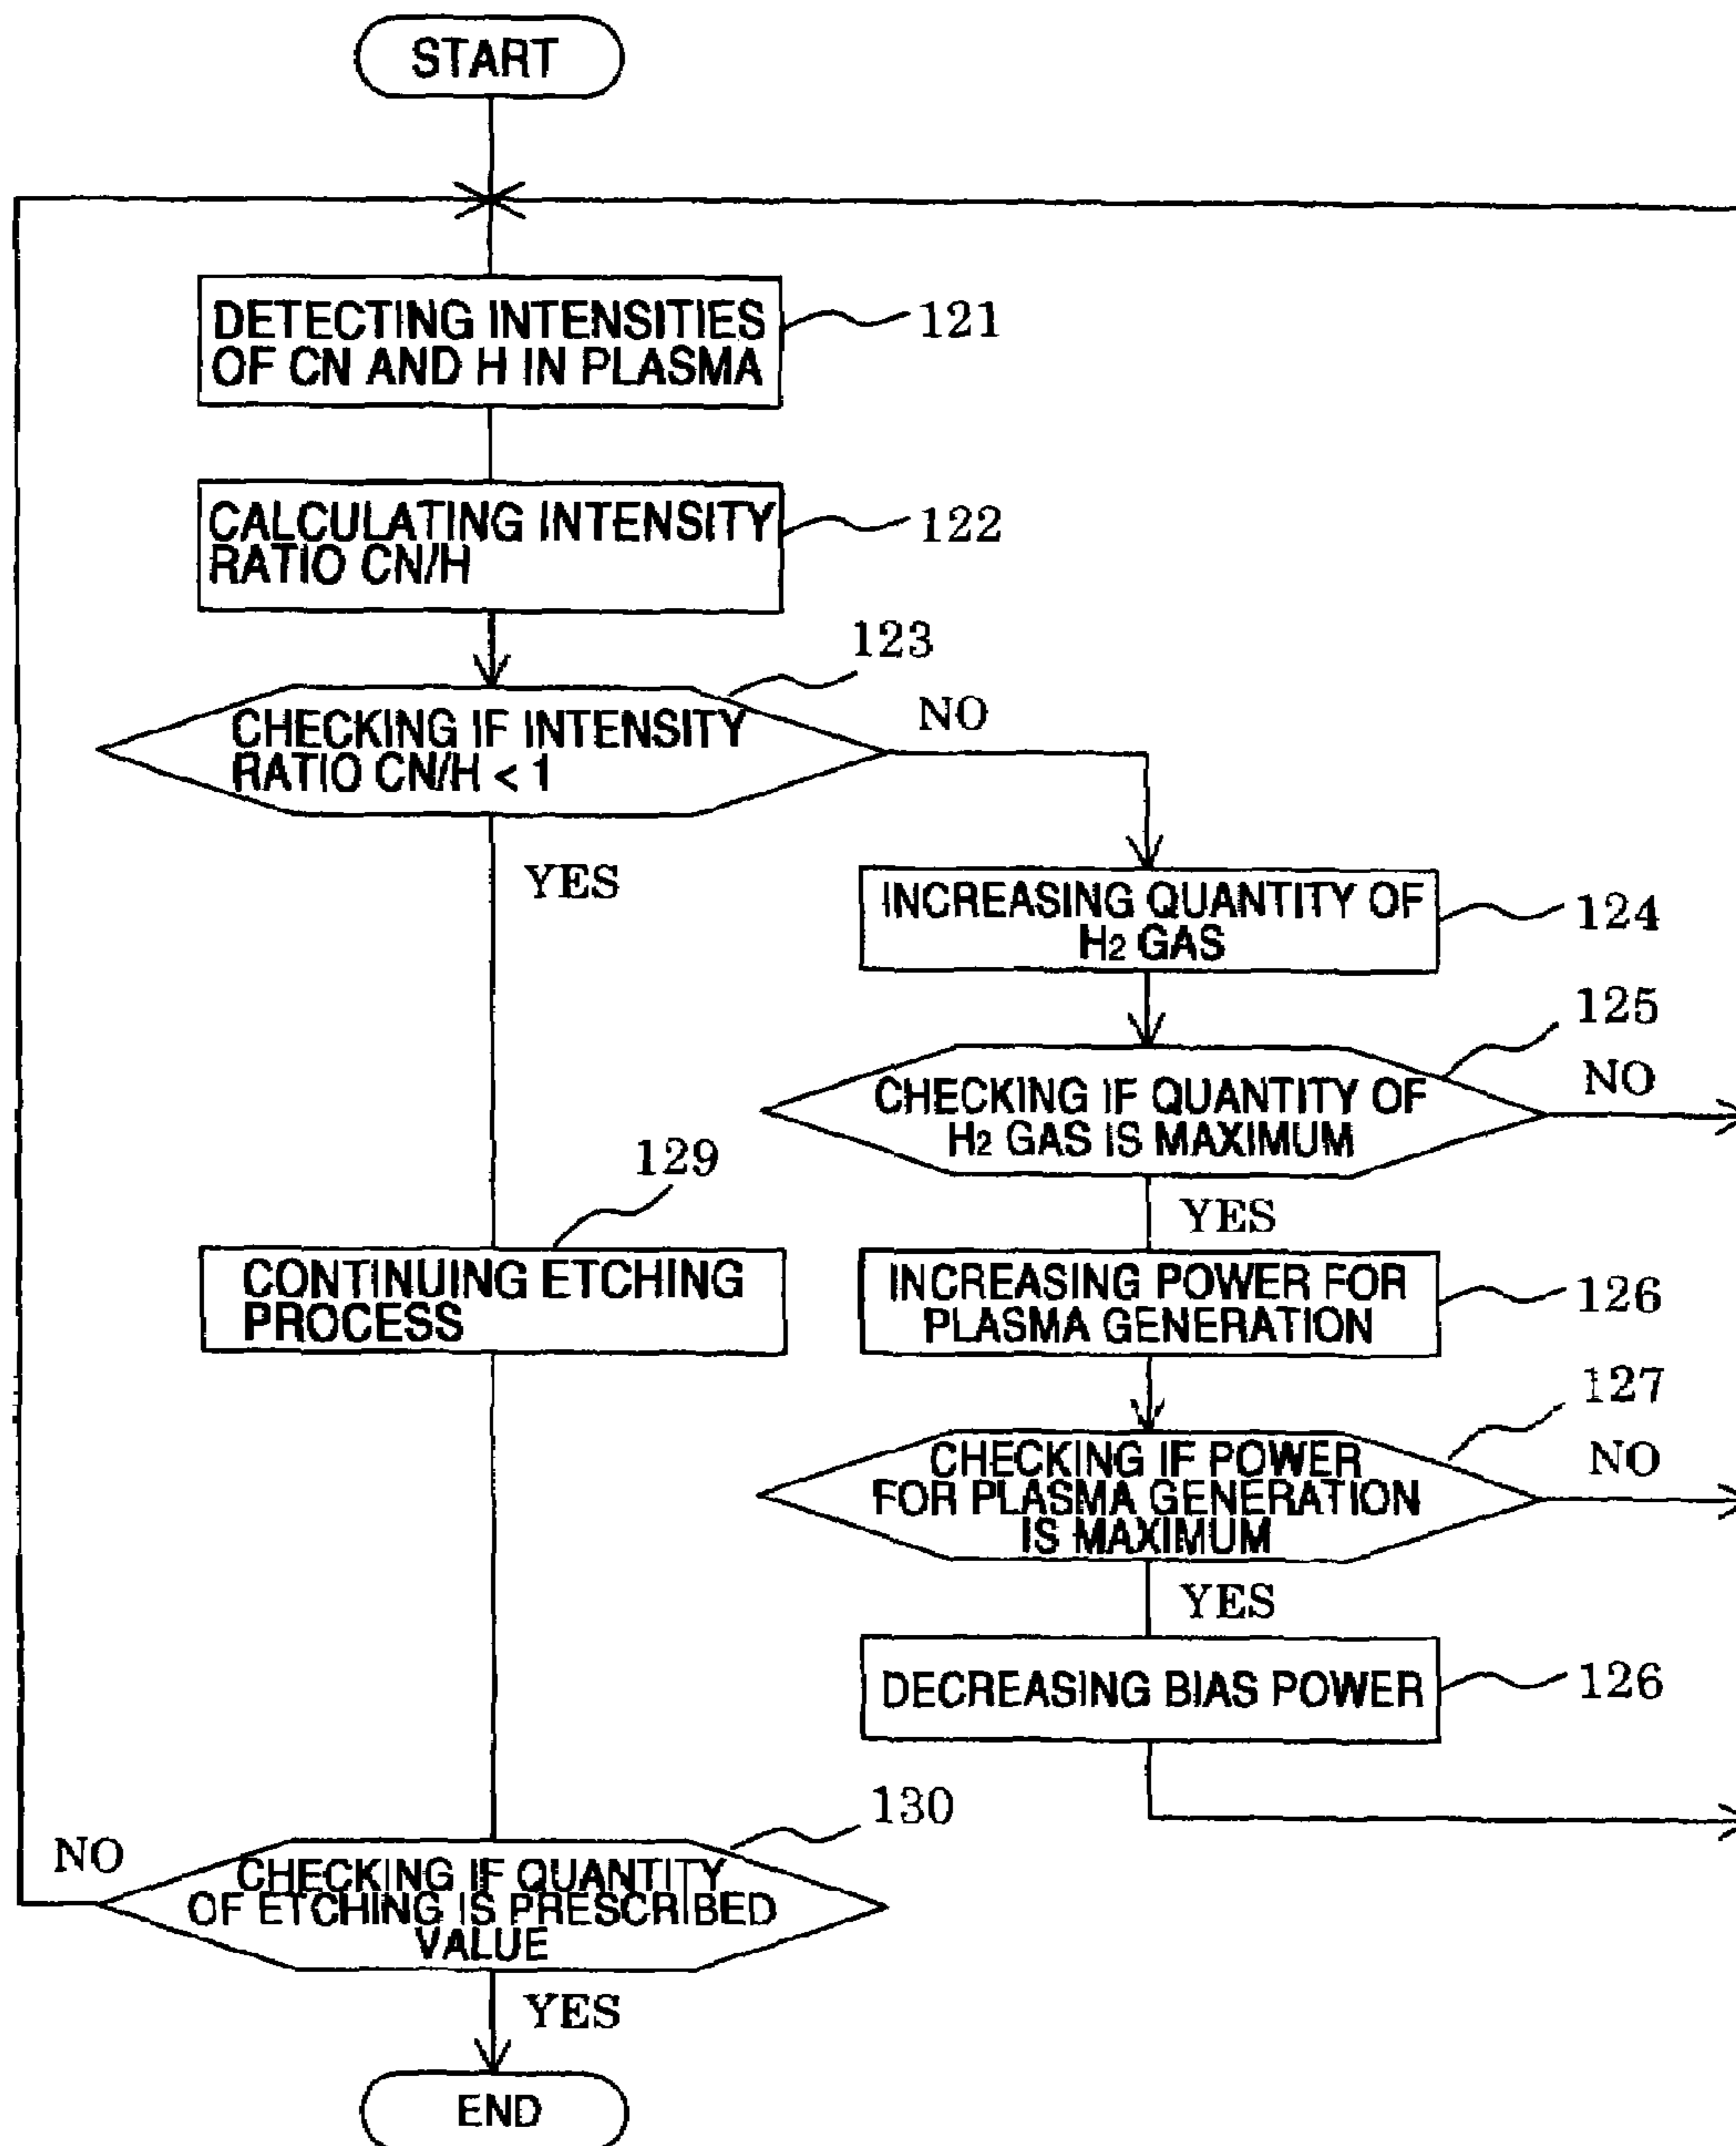 START
DETECTING INTENSITIES
OF CN AND H IN PLASMA
121
CALCULATING INTENSITY
RATIO CN/H
122
123
CHECKING IF INTENSITY
RATIO CN/H < 1
NO
YES
INCREASING QUANTITY OF
H2 GAS
124
125
CHECKING IF QUANTITY OF
H2 GAS IS MAXIMUM
NO
YES
129
CONTINUING ETCHING
PROCESS
INCREASING POWER FOR
PLASMA GENERATION
126
127
CHECKING IF POWER
FOR PLASMA GENERATION
IS MAXIMUM
NO
YES
DECREASING BIAS POWER
126
130
NO
CHECKING IF QUANTITY
OF ETCHING IS PRESCRIBED
VALUE
YES
END